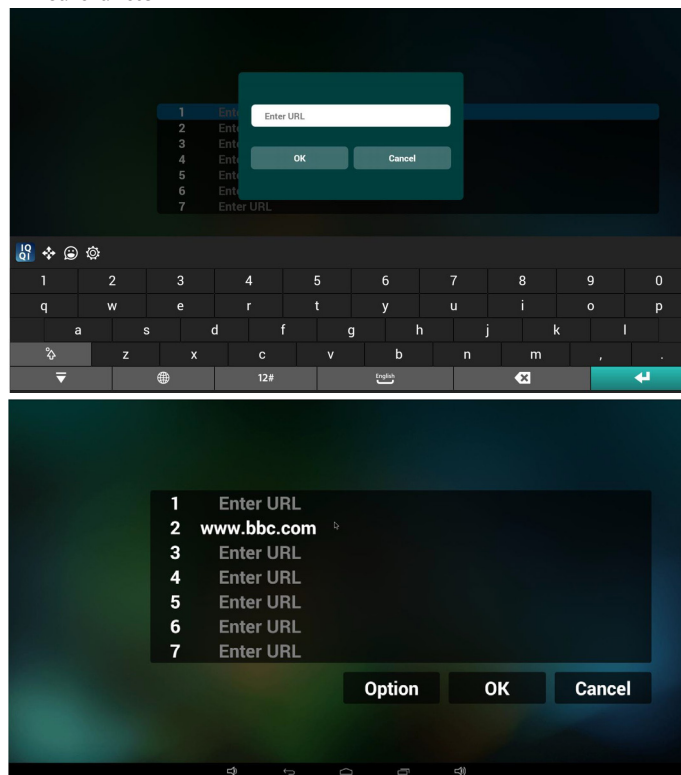 1 Ente
Enter URL
2 Ente
3 Ente
4 Ente
OK Cancel
5 Ente
6 Ente
7 Enter URL
IQ
QI
1 2 3 4 5 6 7 8 9 0
q w e r t y u i o p
a s d f g h j k l
z x c v b n m , .
12# English
1 Enter URL
2 www.bbc.com
3 Enter URL
4 Enter URL
5 Enter URL
6 Enter URL
7 Enter URL
Option OK Cancel